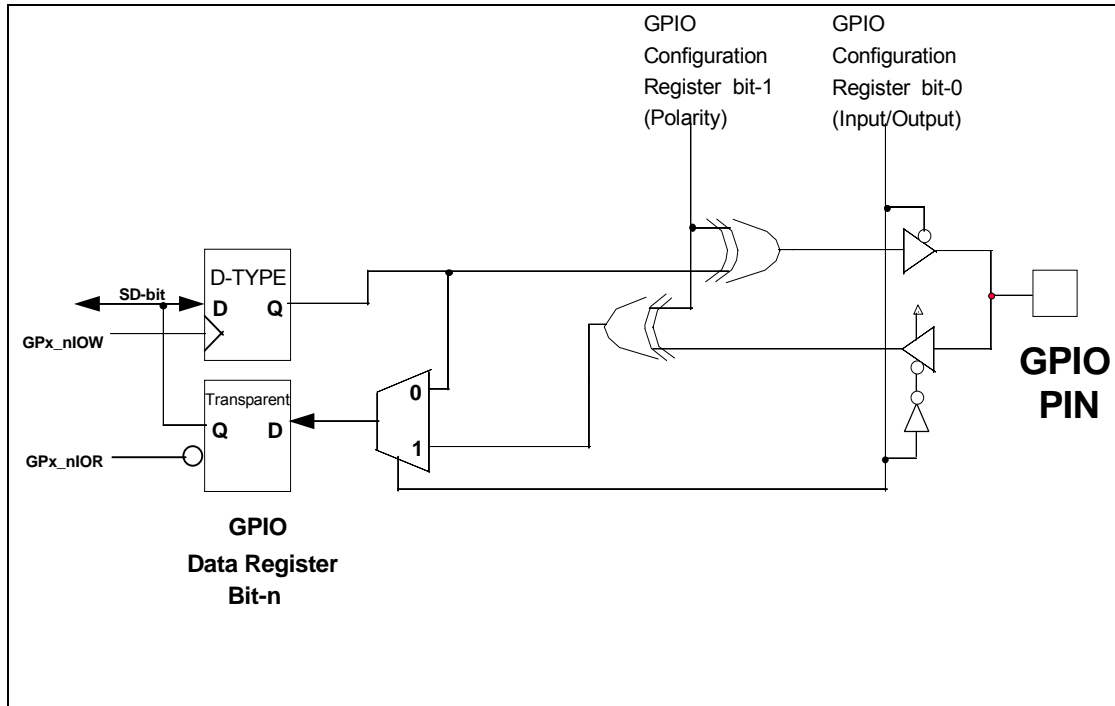 GPIO
Configuration
Register bit-1
(Polarity)
GPIO
Configuration
Register bit-0
(Input/Output)
D-TYPE
SD-bit
D Q
GPx_nIOW
Transparent
Q D
GPx_nIOR
0
1
GPIO
PIN
GPIO
Data Register
Bit-n